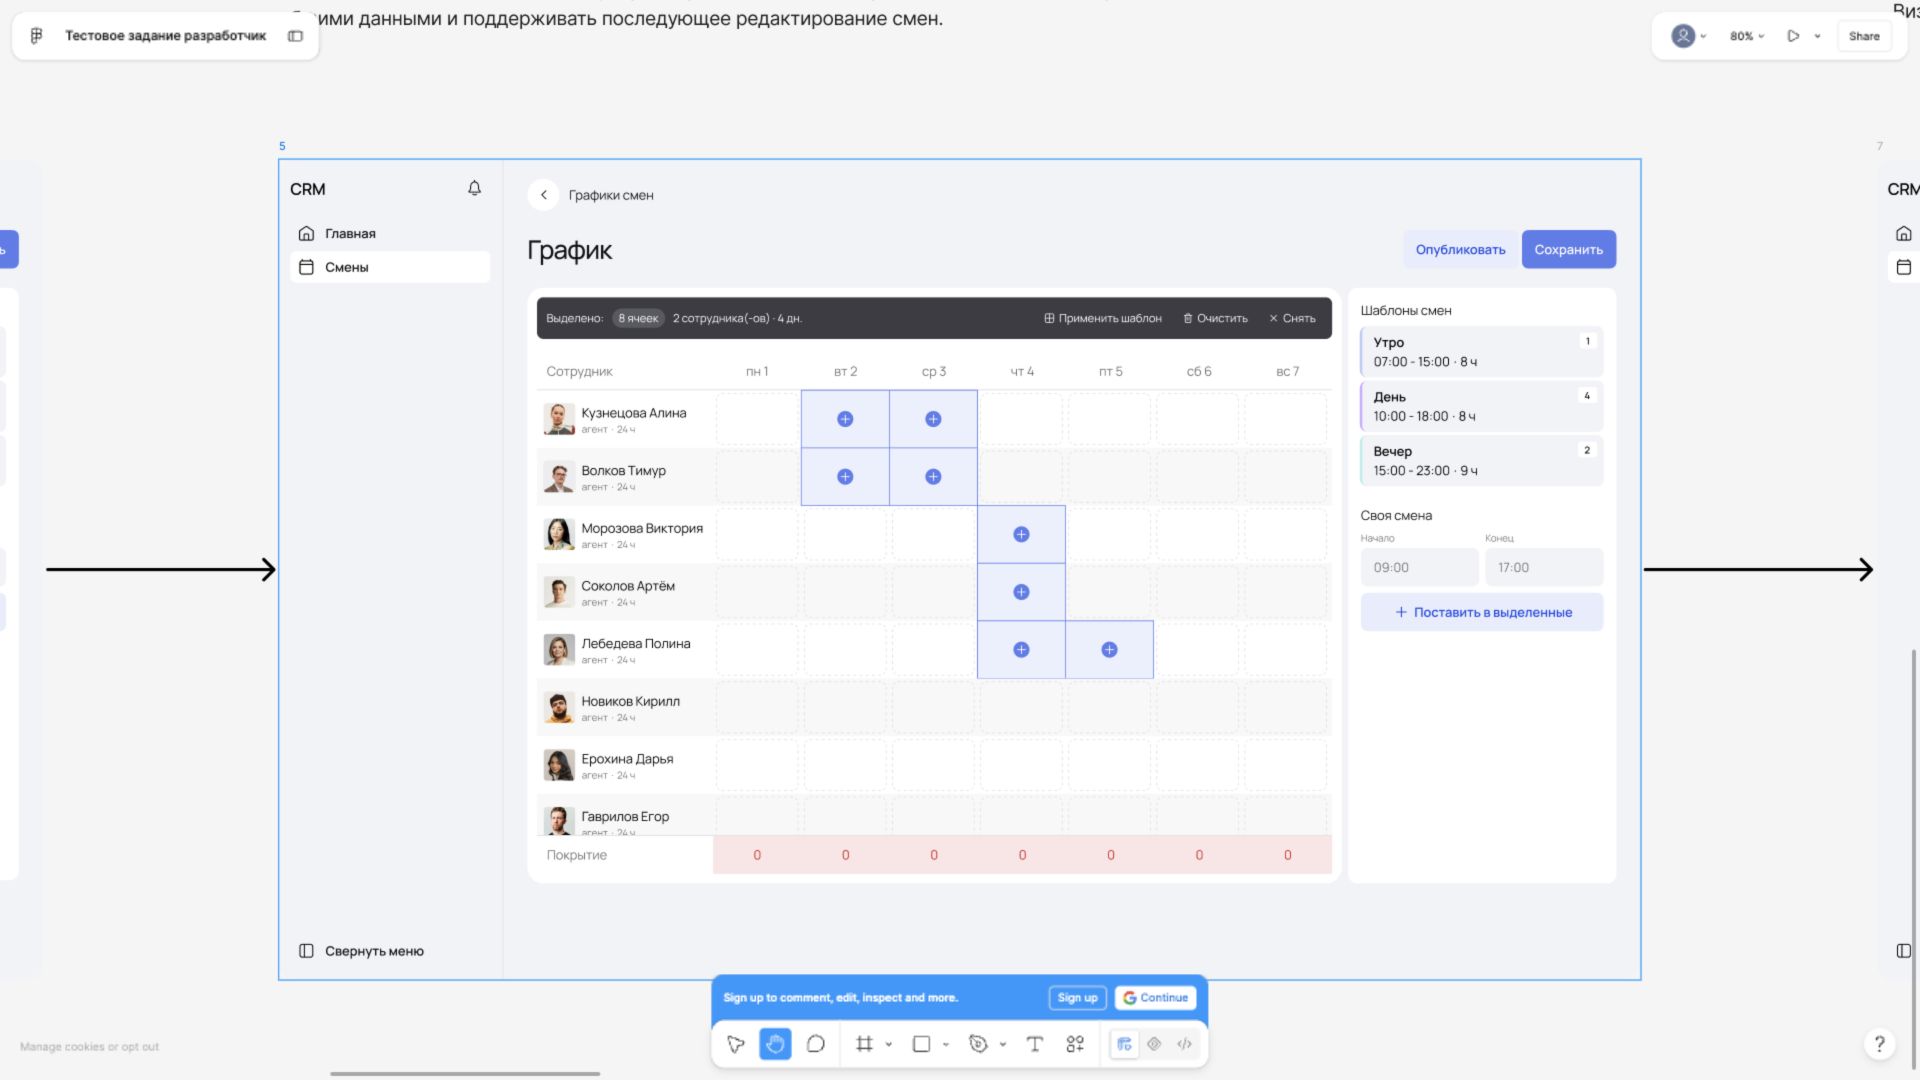 ими данными и поддерживать последующее редактирование смен.
Виз
Тестовое задание разработчик
80%
Share
5
7
CRM
Главная
Смены
Свернуть меню
Графики смен
График
Опубликовать
Сохранить
Выделено: 8 ячеек 2 сотрудника(-ов) · 4 дн.
Применить шаблон
Очистить
Снять
Сотрудник пн 1 вт 2 ср 3 чт 4 пт 5 сб 6 вс 7
Кузнецова Алина
агент · 24 ч
Волков Тимур
агент · 24 ч
Морозова Виктория
агент · 24 ч
Соколов Артём
агент · 24 ч
Лебедева Полина
агент · 24 ч
Новиков Кирилл
агент · 24 ч
Ерохина Дарья
агент · 24 ч
Гаврилов Егор
агент · 24 ч
Покрытие 0 0 0 0 0 0 0
Шаблоны смен
Утро 1
07:00 - 15:00 · 8 ч
День 4
10:00 - 18:00 · 8 ч
Вечер 2
15:00 - 23:00 · 9 ч
Своя смена
Начало Конец
09:00 17:00
Поставить в выделенные
CRM
ь
Sign up to comment, edit, inspect and more.
Sign up
Continue
Manage cookies or opt out
?